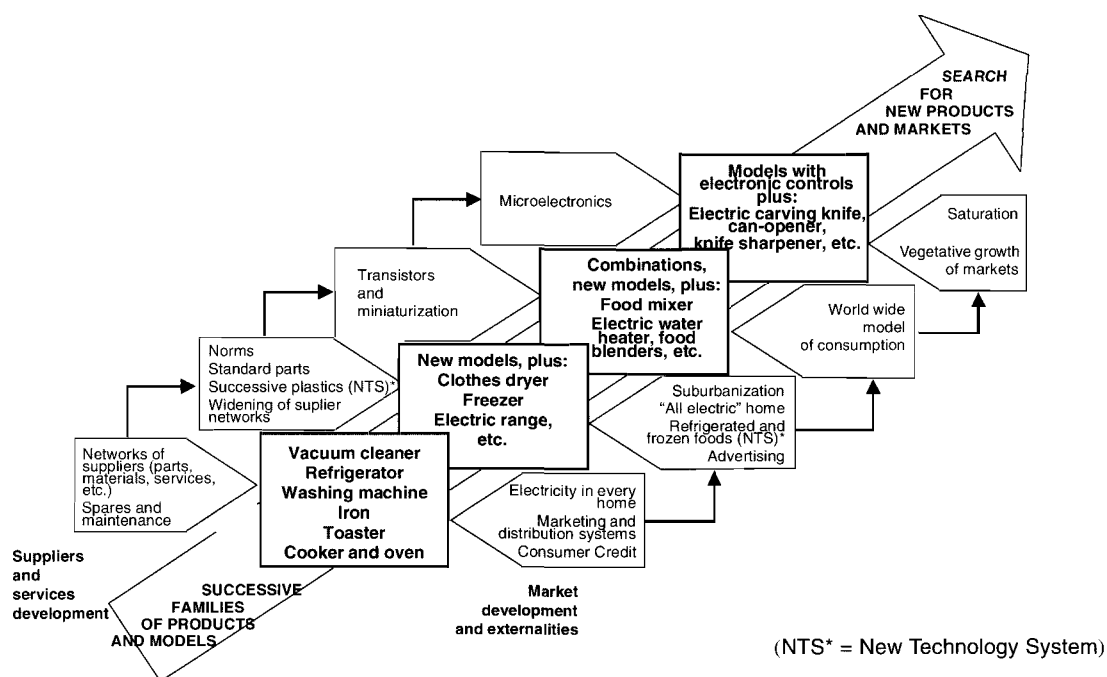 SEARCH
FOR
NEW PRODUCTS
AND MARKETS
Models with
electronic controls
plus:
Electric carving knife,
can-opener,
knife sharpener, etc.
Microelectronics
Saturation
Vegetative growth
of markets
Combinations,
new models, plus:
Food mixer
Electric water
heater, food
blenders, etc.
Transistors
and
miniaturization
World wide
model
of consumption
New models, plus:
Clothes dryer
Freezer
Electric range,
etc.
Norms
Standard parts
Successive plastics (NTS)*
Widening of suplier
networks
Suburbanization
“All electric” home
Refrigerated and
frozen foods (NTS)*
Advertising
Vacuum cleaner
Refrigerator
Washing machine
Iron
Toaster
Cooker and oven
Networks of
suppliers (parts,
materials, services,
etc.)
Spares and
maintenance
Electricity in every
home
Marketing and
distribution systems
Consumer Credit
Suppliers
and
services
development
SUCCESSIVE
FAMILIES
OF PRODUCTS
AND MODELS
Market
development
and externalities
(NTS* = New Technology System)